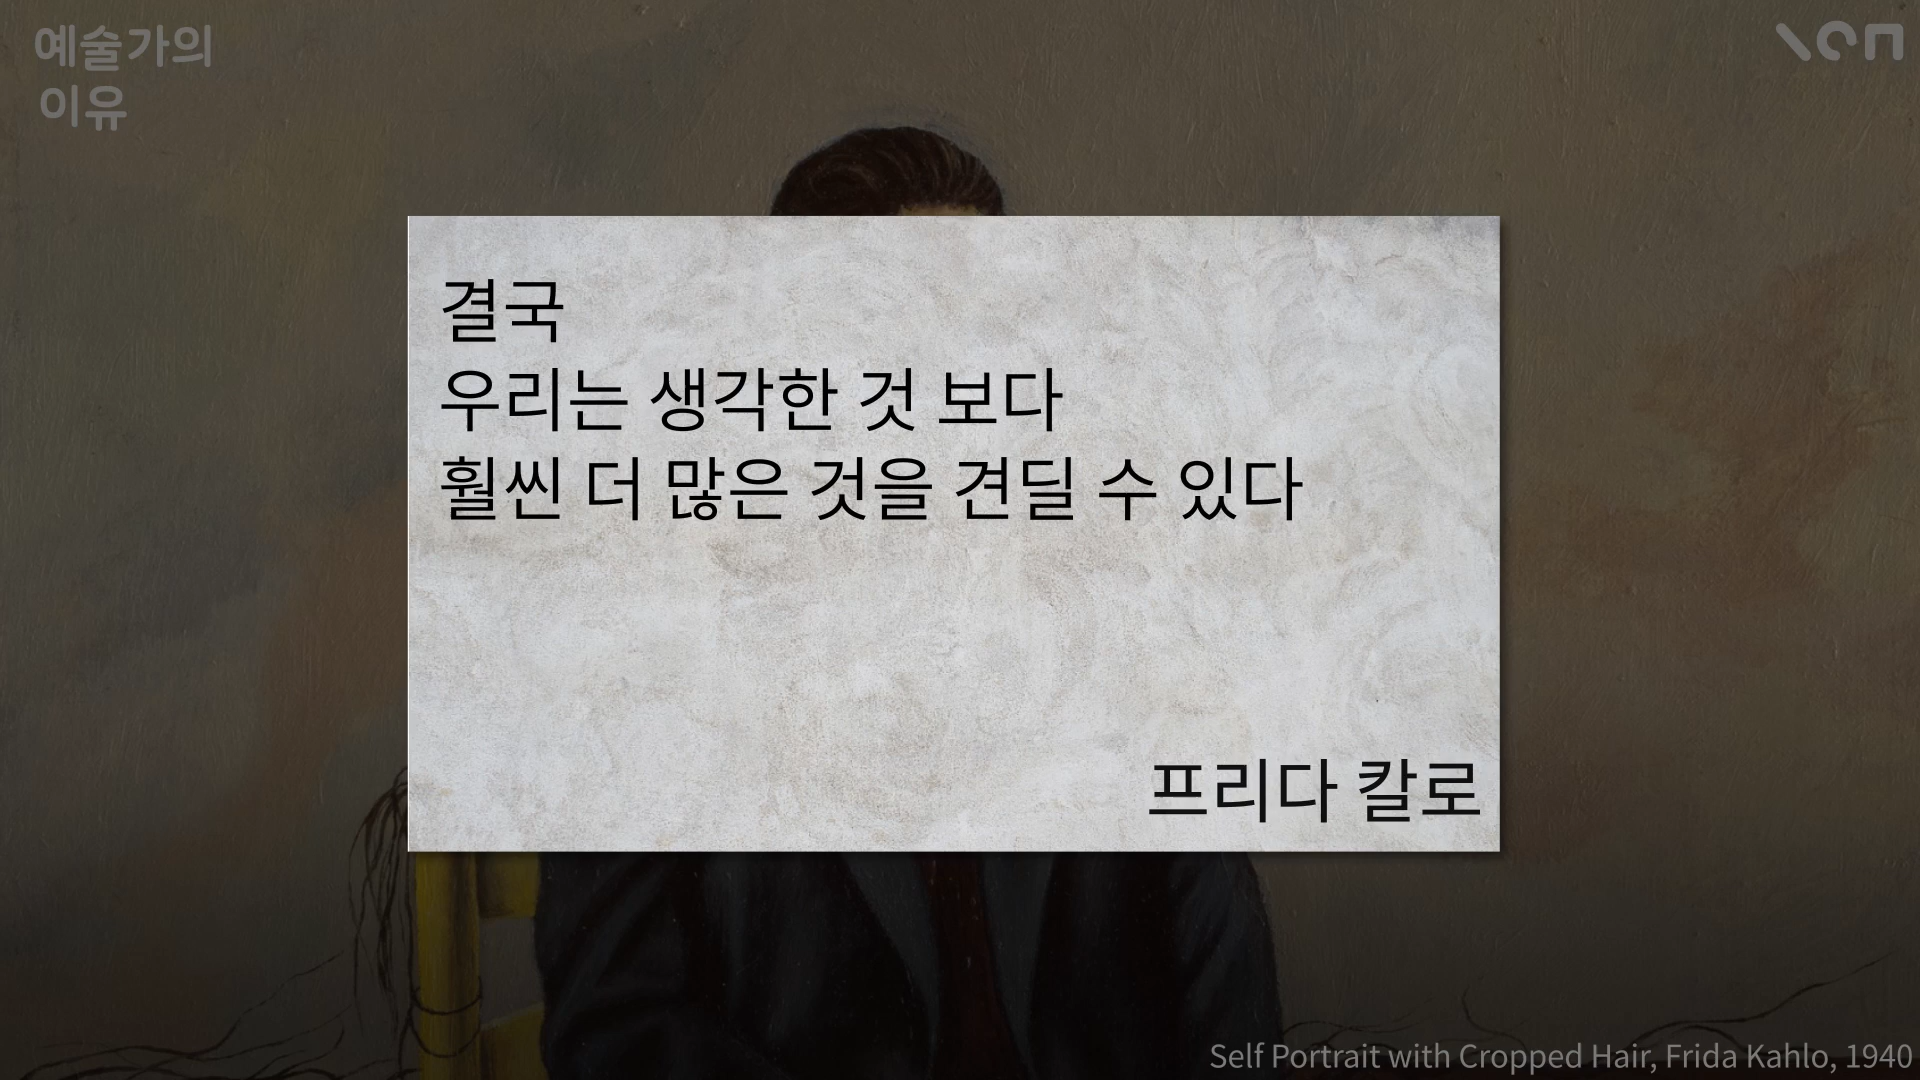 예술가의
이유
결국
우리는 생각한 것 보다
훨씬 더 많은 것을 견딜 수 있다
프리다 칼로
Self Portrait with Cropped Hair, Frida Kahlo, 1940